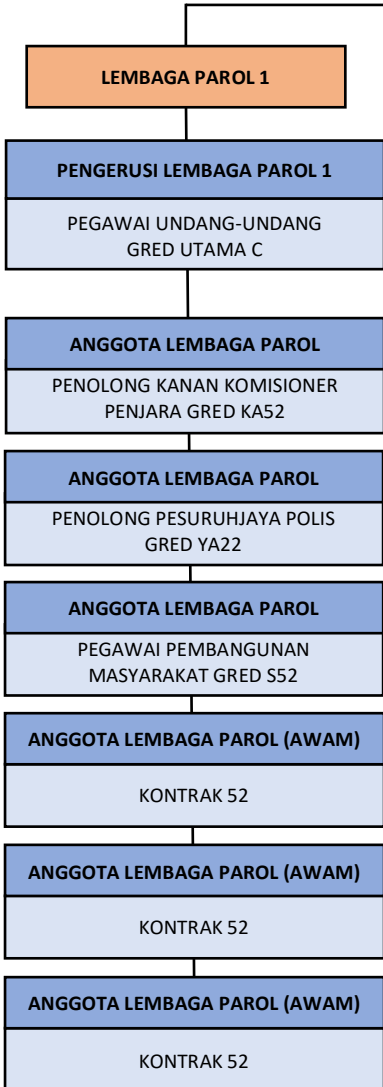 LEMBAGA PAROL 1
PENGERUSI LEMBAGA PAROL 1
PEGAWAI UNDANG-UNDANG
GRED UTAMA C
ANGGOTA LEMBAGA PAROL
PENOLONG KANAN KOMISIONER
PENJARA GRED KA52
ANGGOTA LEMBAGA PAROL
PENOLONG PESURUHJAYA POLIS
GRED YA22
ANGGOTA LEMBAGA PAROL
PEGAWAI PEMBANGUNAN
MASYARAKAT GRED S52
ANGGOTA LEMBAGA PAROL (AWAM)
KONTRAK 52
ANGGOTA LEMBAGA PAROL (AWAM)
KONTRAK 52
ANGGOTA LEMBAGA PAROL (AWAM)
KONTRAK 52